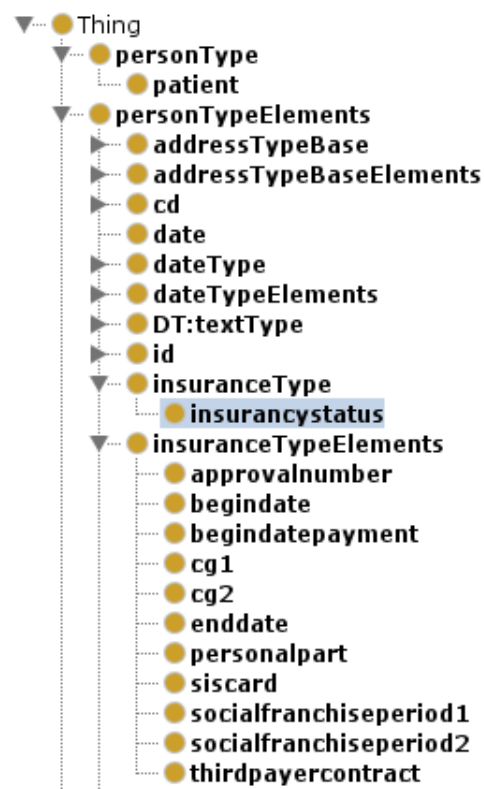 Thing
personType
patient
personTypeElements
addressTypeBase
addressTypeBaseElements
cd
date
dateType
dateTypeElements
DT:textType
id
insuranceType
insurancystatus
insuranceTypeElements
approvalnumber
begindate
begindatepayment
cg1
cg2
enddate
personalpart
siscard
socialfranchiseperiod1
socialfranchiseperiod2
thirdpayercontract